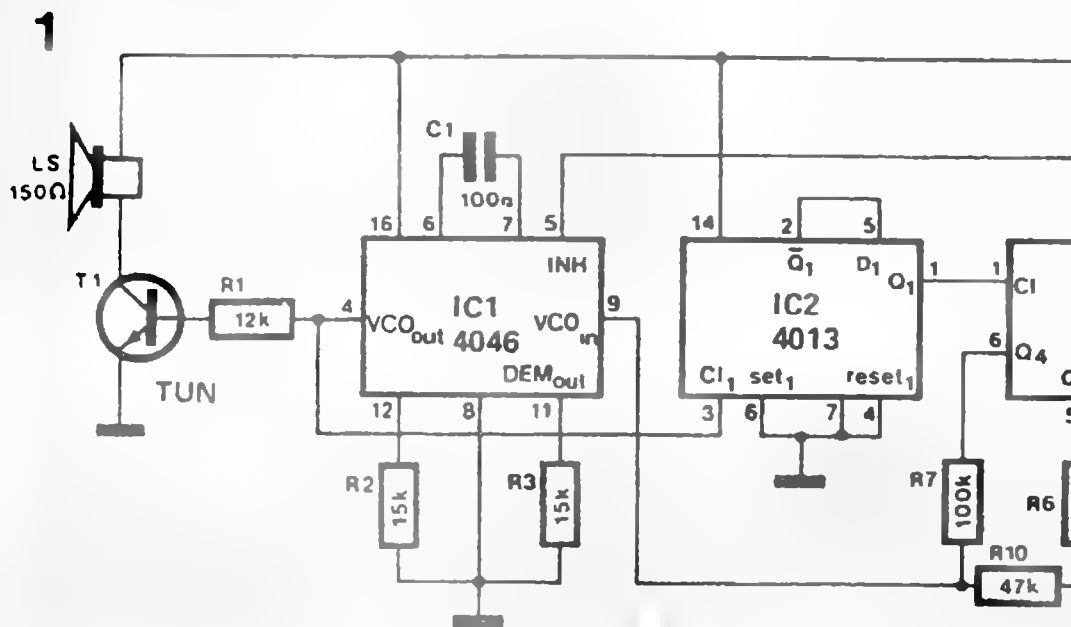 1
LS
150Ω
T1
TUN
R1
12k
C1
100n
16
6
7
5
INH
4
VCOout
IC1
4046
VCOin
9
DEMout
12
8
11
R2
15k
R3
15k
14
2
5
Q̅1
D1
Q1
1
IC2
4013
Cl1
set1
reset1
3
6
7
4
1
Cl
6
Q4
R7
100k
R6
R10
47k